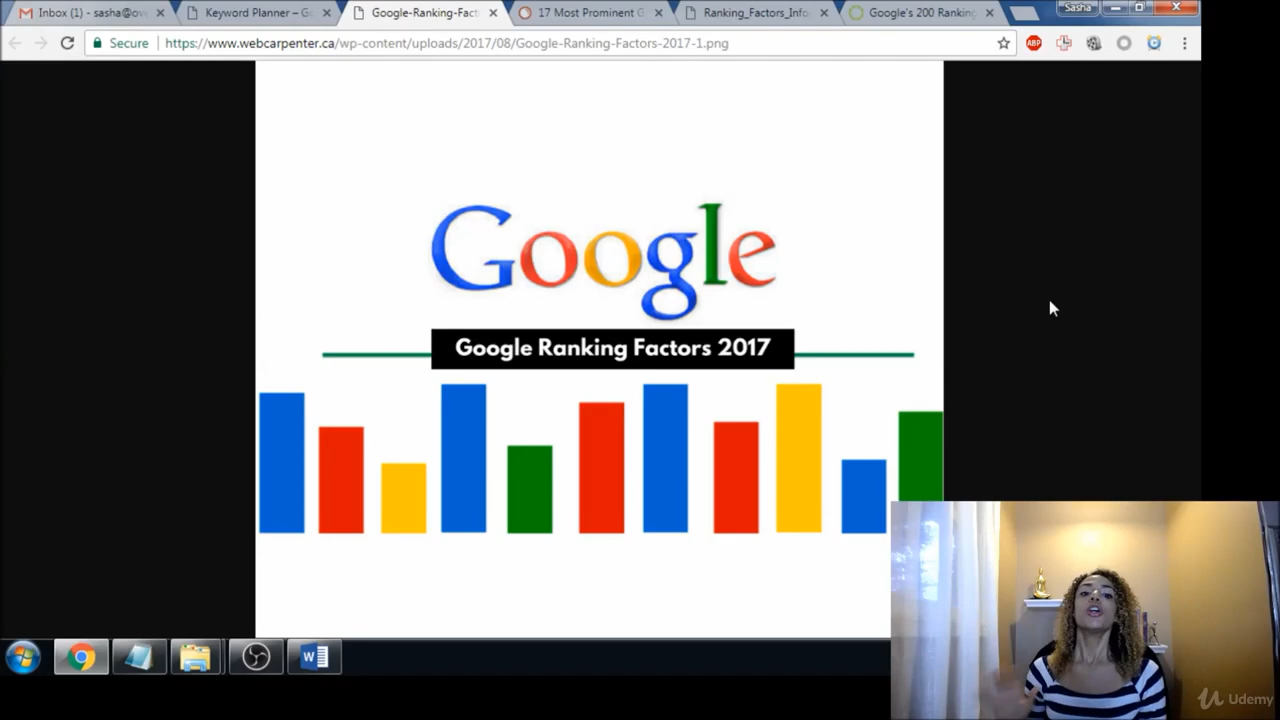 Inbox (1) - sasha@ov
Keyword Planner – G
Google-Ranking-Fact
17 Most Prominent G
Ranking_Factors_Info
Google's 200 Ranking
Sasha
Secure
https://www.webcarpenter.ca/wp-content/uploads/2017/08/Google-Ranking-Factors-2017-1.png
ABP
Google
Google Ranking Factors 2017
W
Udemy